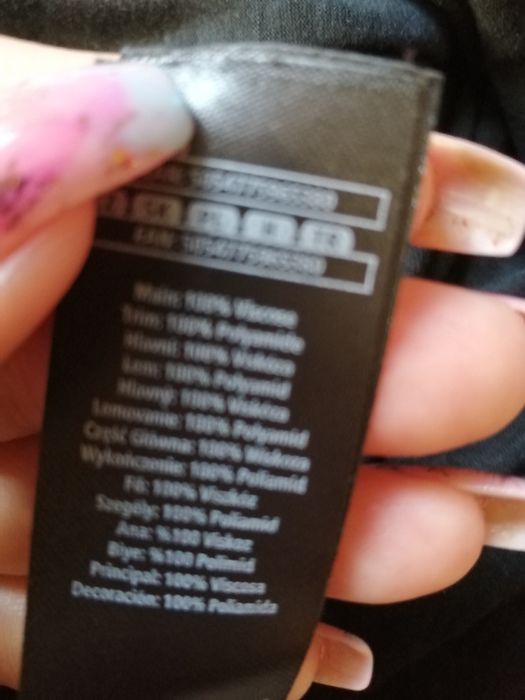 Main: 100% Viscose
Trim: 100% Polyamide
Hlavní: 100% Viskóza
Lem: 100% Polyamid
Hlavný: 100% Viskóza
Lemovanie: 100% Polyamid
Część Główna: 100% Wiskoza
Wykończenie: 100% Poliamid
Fő: 100% Viszkóz
Szegély: 100% Poliamid
Ana: %100 Viskoz
Biye: %100 Polimid
Principal: 100% Viscosa
Decoración: 100% Poliamida